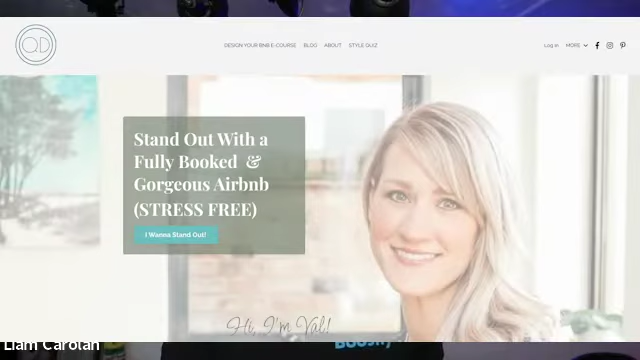 QD
DESIGN YOUR BNB E-COURSE BLOG ABOUT STYLE QUIZ
Log in MORE
Stand Out With a
Fully Booked &
Gorgeous Airbnb
(STRESS FREE)
I Wanna Stand Out!
Hi, I'm Val!
Liam Carolan